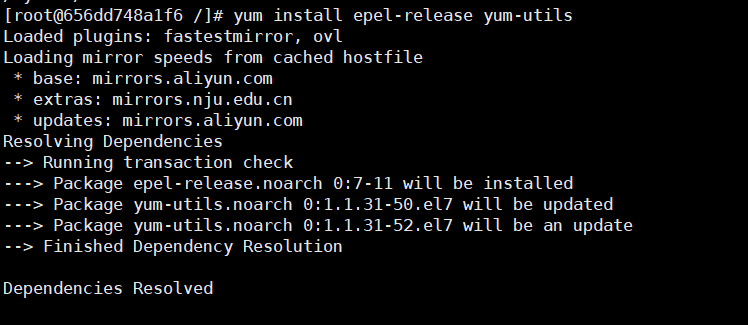 [root@656dd748a1f6 /]# yum install epel-release yum-utils
Loaded plugins: fastestmirror, ovl
Loading mirror speeds from cached hostfile
 * base: mirrors.aliyun.com
 * extras: mirrors.nju.edu.cn
 * updates: mirrors.aliyun.com
Resolving Dependencies
--> Running transaction check
---> Package epel-release.noarch 0:7-11 will be installed
---> Package yum-utils.noarch 0:1.1.31-50.el7 will be updated
---> Package yum-utils.noarch 0:1.1.31-52.el7 will be an update
--> Finished Dependency Resolution

Dependencies Resolved